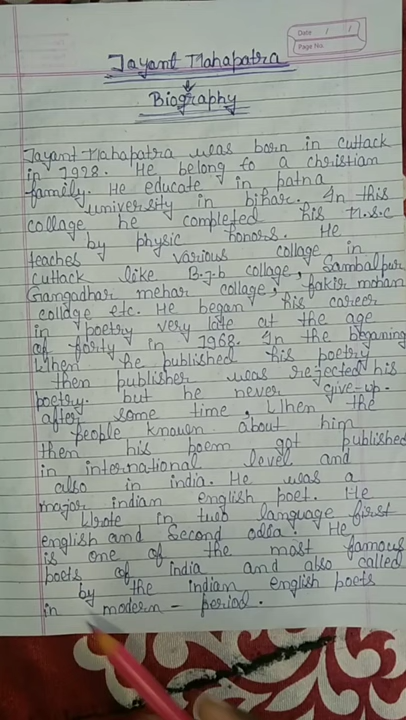 Date / /
Page No.
Jayant Mahapatra
Biography
Jayant Mahapatra was born in cuttack
in 1928. He belong to a christian
family. He educate in patna
university in bihar. In this
collage he completed his M.s.c
by physic honors. He
teaches various collage in
cuttack like B.J.b collage, Sambalpur
Gangadhar mehar collage, fakir mohan
collage etc. He began his career
in poetry very late at the age
of forty in 1968. In the beganing
When he published his poetry
then publisher was rejected his
poetry. but he never give-up.
after some time, When the
people known about him
then his poem got published
in international level and
also in india. He was a
major indian english poet. He
Wrote in two language first
english and Second odia. He
is one of the most famous
poets of India and also called
by the indian english poets
in modern - period.